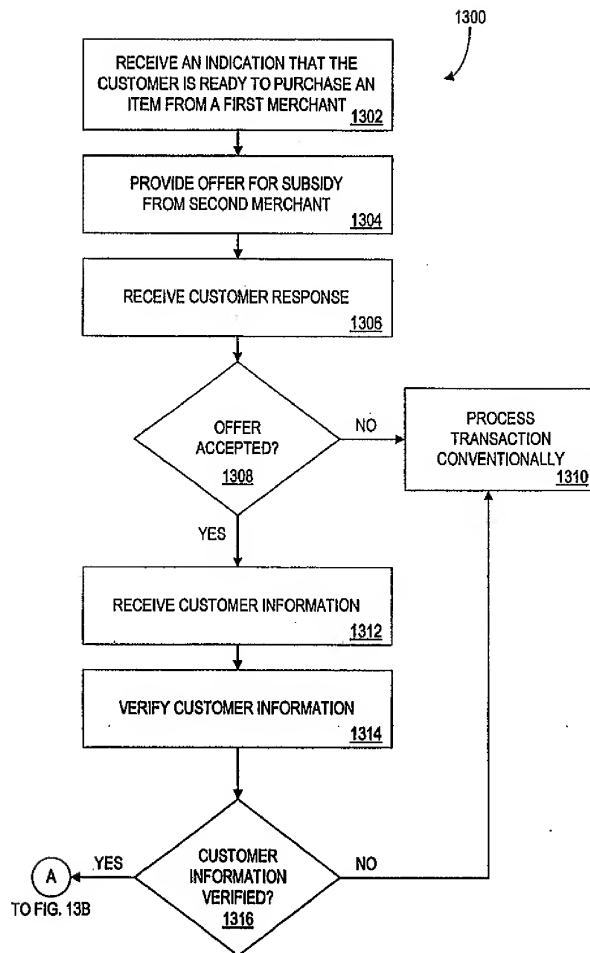 1300
RECEIVE AN INDICATION THAT THE
CUSTOMER IS READY TO PURCHASE AN
ITEM FROM A FIRST MERCHANT
1302
PROVIDE OFFER FOR SUBSIDY
FROM SECOND MERCHANT
1304
RECEIVE CUSTOMER RESPONSE
1306
OFFER
ACCEPTED?
1308
NO
PROCESS
TRANSACTION
CONVENTIONALLY
1310
YES
RECEIVE CUSTOMER INFORMATION
1312
VERIFY CUSTOMER INFORMATION
1314
CUSTOMER
INFORMATION
VERIFIED?
1316
NO
YES
A
TO FIG. 13B